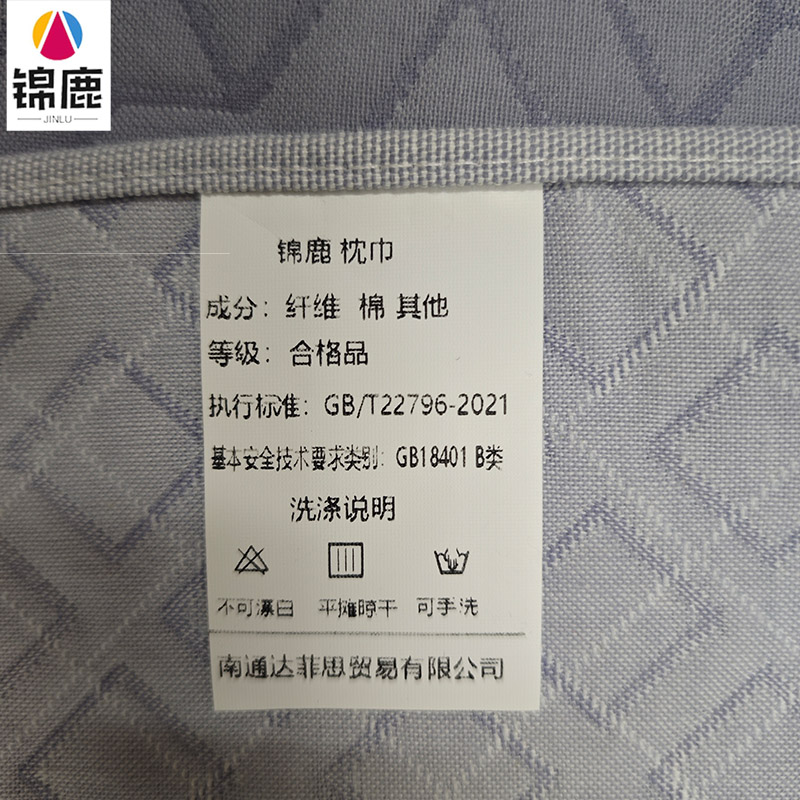 锦鹿
JINLU
锦鹿 枕巾
成分：纤维 棉 其他
等级：合格品
执行标准：GB/T22796-2021
基本安全技术要求类别：GB18401 B类
洗涤说明
不可漂白 平摊晾干 可手洗
南通达菲思贸易有限公司